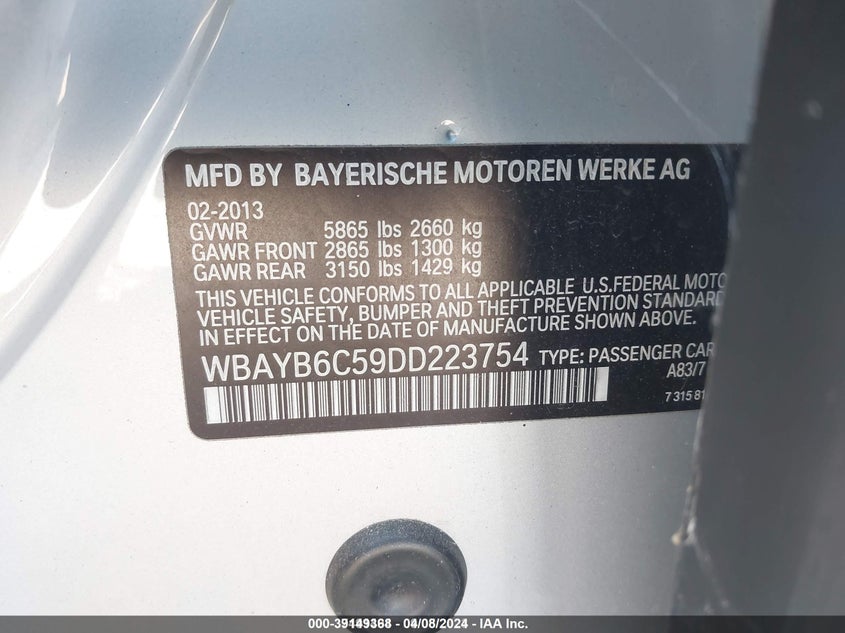 MFD BY BAYERISCHE MOTOREN WERKE AG
02-2013
GVWR 5865 lbs 2660 kg
GAWR FRONT 2865 lbs 1300 kg
GAWR REAR 3150 lbs 1429 kg
THIS VEHICLE CONFORMS TO ALL APPLICABLE U.S.FEDERAL MOTO
VEHICLE SAFETY, BUMPER AND THEFT PREVENTION STANDARD
IN EFFECT ON THE DATE OF MANUFACTURE SHOWN ABOVE.
WBAYB6C59DD223754 TYPE: PASSENGER CAR
A83/7
7 315 81
000-39149368 - 04/08/2024 - IAA Inc.